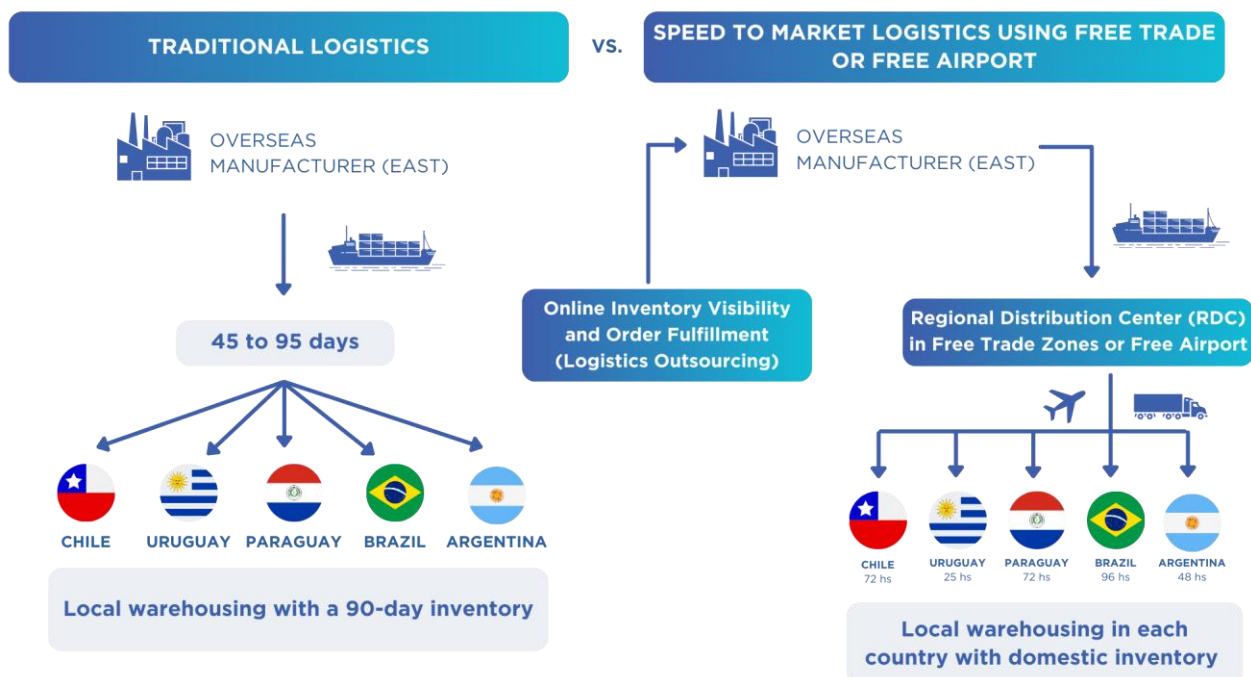 TRADITIONAL LOGISTICS
VS.
SPEED TO MARKET LOGISTICS USING FREE TRADE
OR FREE AIRPORT
OVERSEAS
MANUFACTURER (EAST)
45 to 95 days
CHILE
URUGUAY
PARAGUAY
BRAZIL
ARGENTINA
Local warehousing with a 90-day inventory
OVERSEAS
MANUFACTURER (EAST)
Online Inventory Visibility
and Order Fulfillment
(Logistics Outsourcing)
Regional Distribution Center (RDC)
in Free Trade Zones or Free Airport
CHILE
72 hs
URUGUAY
25 hs
PARAGUAY
72 hs
BRAZIL
96 hs
ARGENTINA
48 hs
Local warehousing in each
country with domestic inventory